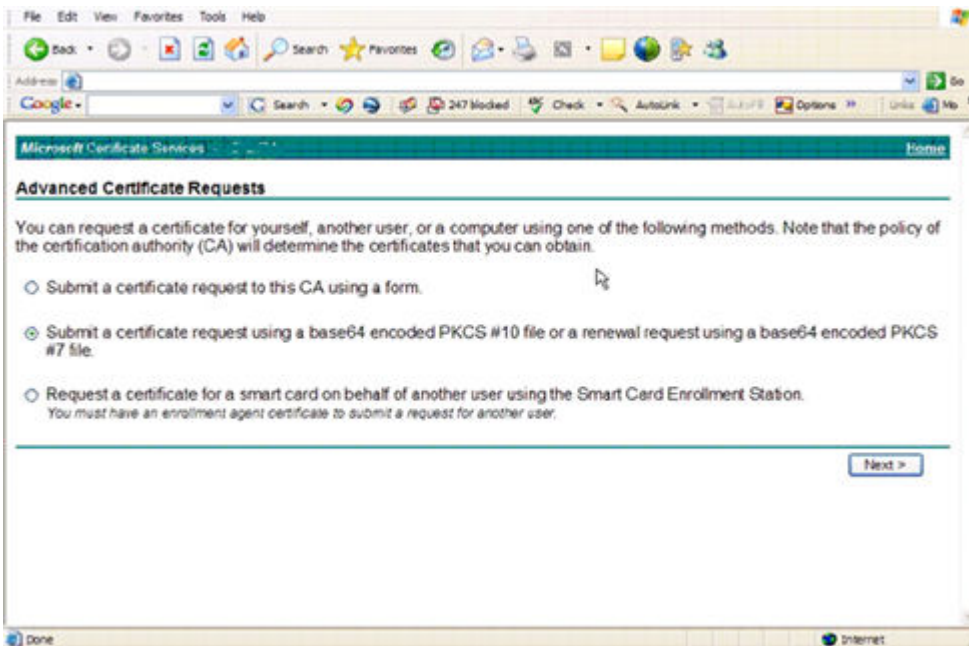 File Edit View Favorites Tools Help
Back Search Favorites
Address Go
Google Search 247 blocked Check AutoLink AutoFill Options Links
Microsoft Certificate Services Home
Advanced Certificate Requests
You can request a certificate for yourself, another user, or a computer using one of the following methods. Note that the policy of
the certification authority (CA) will determine the certificates that you can obtain.
Submit a certificate request to this CA using a form.
Submit a certificate request using a base64 encoded PKCS #10 file or a renewal request using a base64 encoded PKCS
#7 file.
Request a certificate for a smart card on behalf of another user using the Smart Card Enrollment Station.
You must have an enrollment agent certificate to submit a request for another user.
Next >
Done Internet